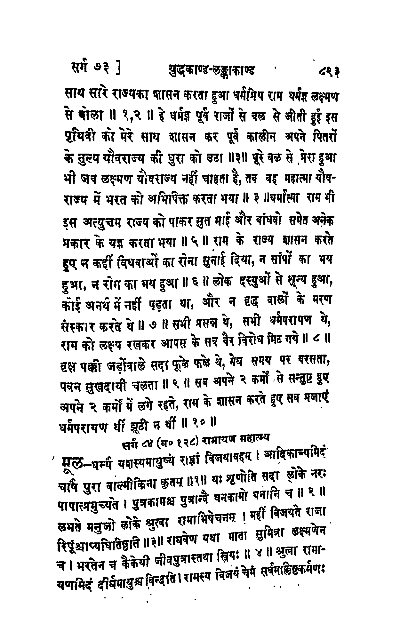 सर्ग ७३ ] युद्धकाण्ड-लङ्काकाण्ड ८९३
साथ सारे राज्यका शासन करता हुआ धर्मप्रिय राम धर्मज्ञ लक्ष्मण
से बोला ॥ १,२ ॥ हे धर्मज्ञ पूर्व राजों से बल से जीती हुई इस
पृथिवी को मेरे साथ शासन कर पूर्व कालीन अपने पितरों
के तुल्य यौवराज्य की धुरा को उठा ॥३॥ पूरे बल से प्रेरा हुआ
भी जब लक्ष्मण यौवराज्य नहीं चाहता है, तब वह महात्मा यौव-
राज्य में भरत को अभिषिक्त करता भया ॥ ३ ॥ धर्मात्मा राम भी
इस अत्युत्तम राज्य को पाकर सुत भाई और बांधवों समेत अनेक
प्रकार के यज्ञ करता भया ॥ ५ ॥ राम के राज्य शासन करते
हुए न कहीं विधवाओं का रोना सुनाई दिया, न सांपों का भय
हुआ, न रोग का भय हुआ ॥ ६ ॥ लोक दस्युओं से शून्य हुआ,
कोई अनर्थ में नहीं पड़ता था, और न वृद्ध बालों के मरण
संस्कार करते थे ॥ ७ ॥ सभी प्रसन्न थे, सभी धर्मपरायण थे,
राम को लक्ष्य रखकर आपस के सब वैर विरोध मिट गये ॥ ८ ॥
वृक्ष पक्की जड़ोंवाले सदा फूले फले थे, मेघ समय पर बरसता,
पवन सुखदायी चलता ॥ ९ ॥ सब अपने २ कर्मों से सन्तुष्ट हुए
अपने २ कर्मों में लगे रहते, राम के शासन करते हुए सब प्रजाएं
धर्मपरायण थीं झूठी न थीं ॥ १० ॥
सर्ग ८४ (म० १२८) रामायण महात्म्य
मूल—धर्म्यं यशस्यमायुष्यं राज्ञां विजयावहम् । आदिकाव्यमिदं
चार्षं पुरा वाल्मीकिना कृतम् ॥१॥ यः शृणोति सदा लोके नरः
पापात्प्रमुच्यते । पुत्रकामश्च पुत्रान्वै धनकामो धनानि च ॥ २ ॥
लभते मनुजो लोके श्रुत्वा रामाभिषेचनम् । महीं विजयते राजा
रिपूंश्चाप्यधितिष्ठति ॥३॥ राघवेण यथा माता सुमित्रा लक्ष्मणेन
च । भरतेन च कैकेयी जीवपुत्रास्तथा स्त्रियः ॥ ४ ॥ श्रुत्वा रामा-
यणमिदं दीर्घमायुश्च विन्दति । रामस्य विजयं चेमं सर्वमक्लिष्टकर्मणः